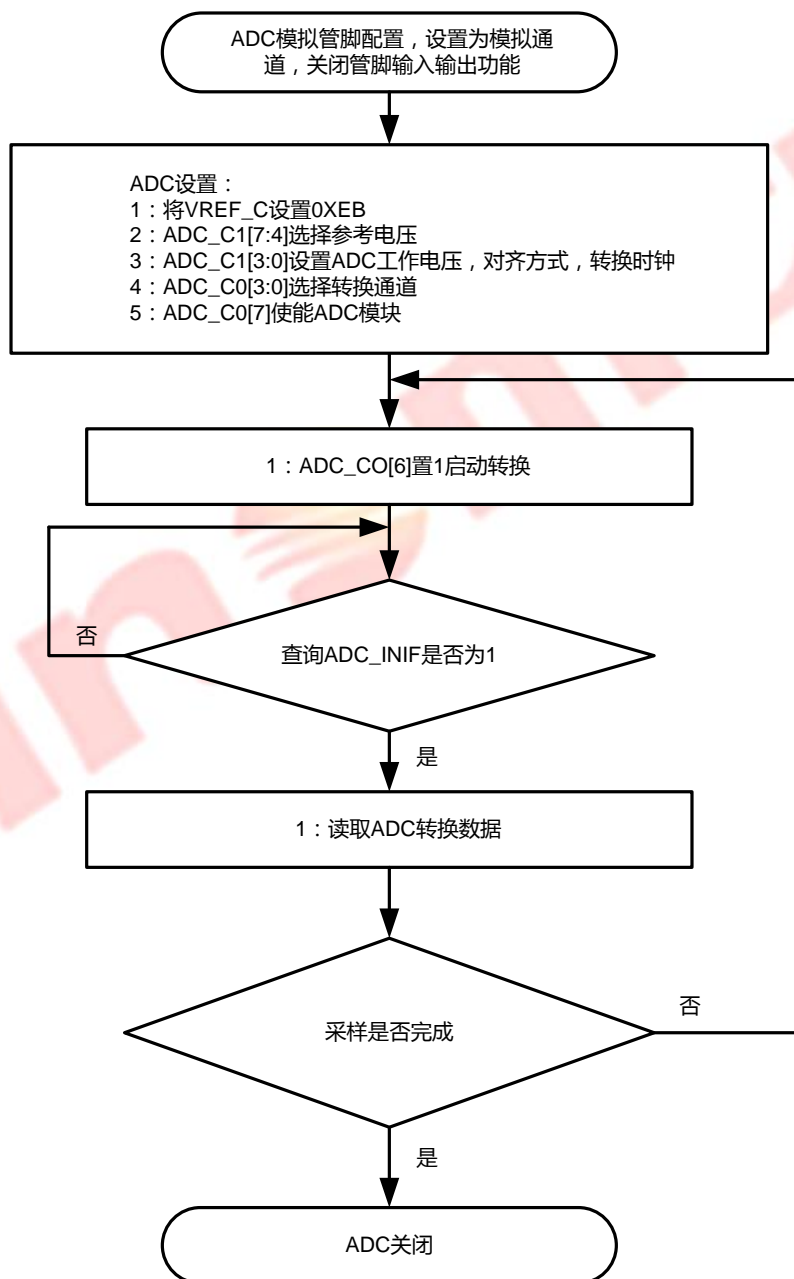 ADC模拟管脚配置，设置为模拟通
道，关闭管脚输入输出功能
ADC设置：
1：将VREF_C设置0XEB
2：ADC_C1[7:4]选择参考电压
3：ADC_C1[3:0]设置ADC工作电压，对齐方式，转换时钟
4：ADC_C0[3:0]选择转换通道
5：ADC_C0[7]使能ADC模块
1：ADC_CO[6]置1启动转换
否
查询ADC_INIF是否为1
是
1：读取ADC转换数据
采样是否完成
否
是
ADC关闭